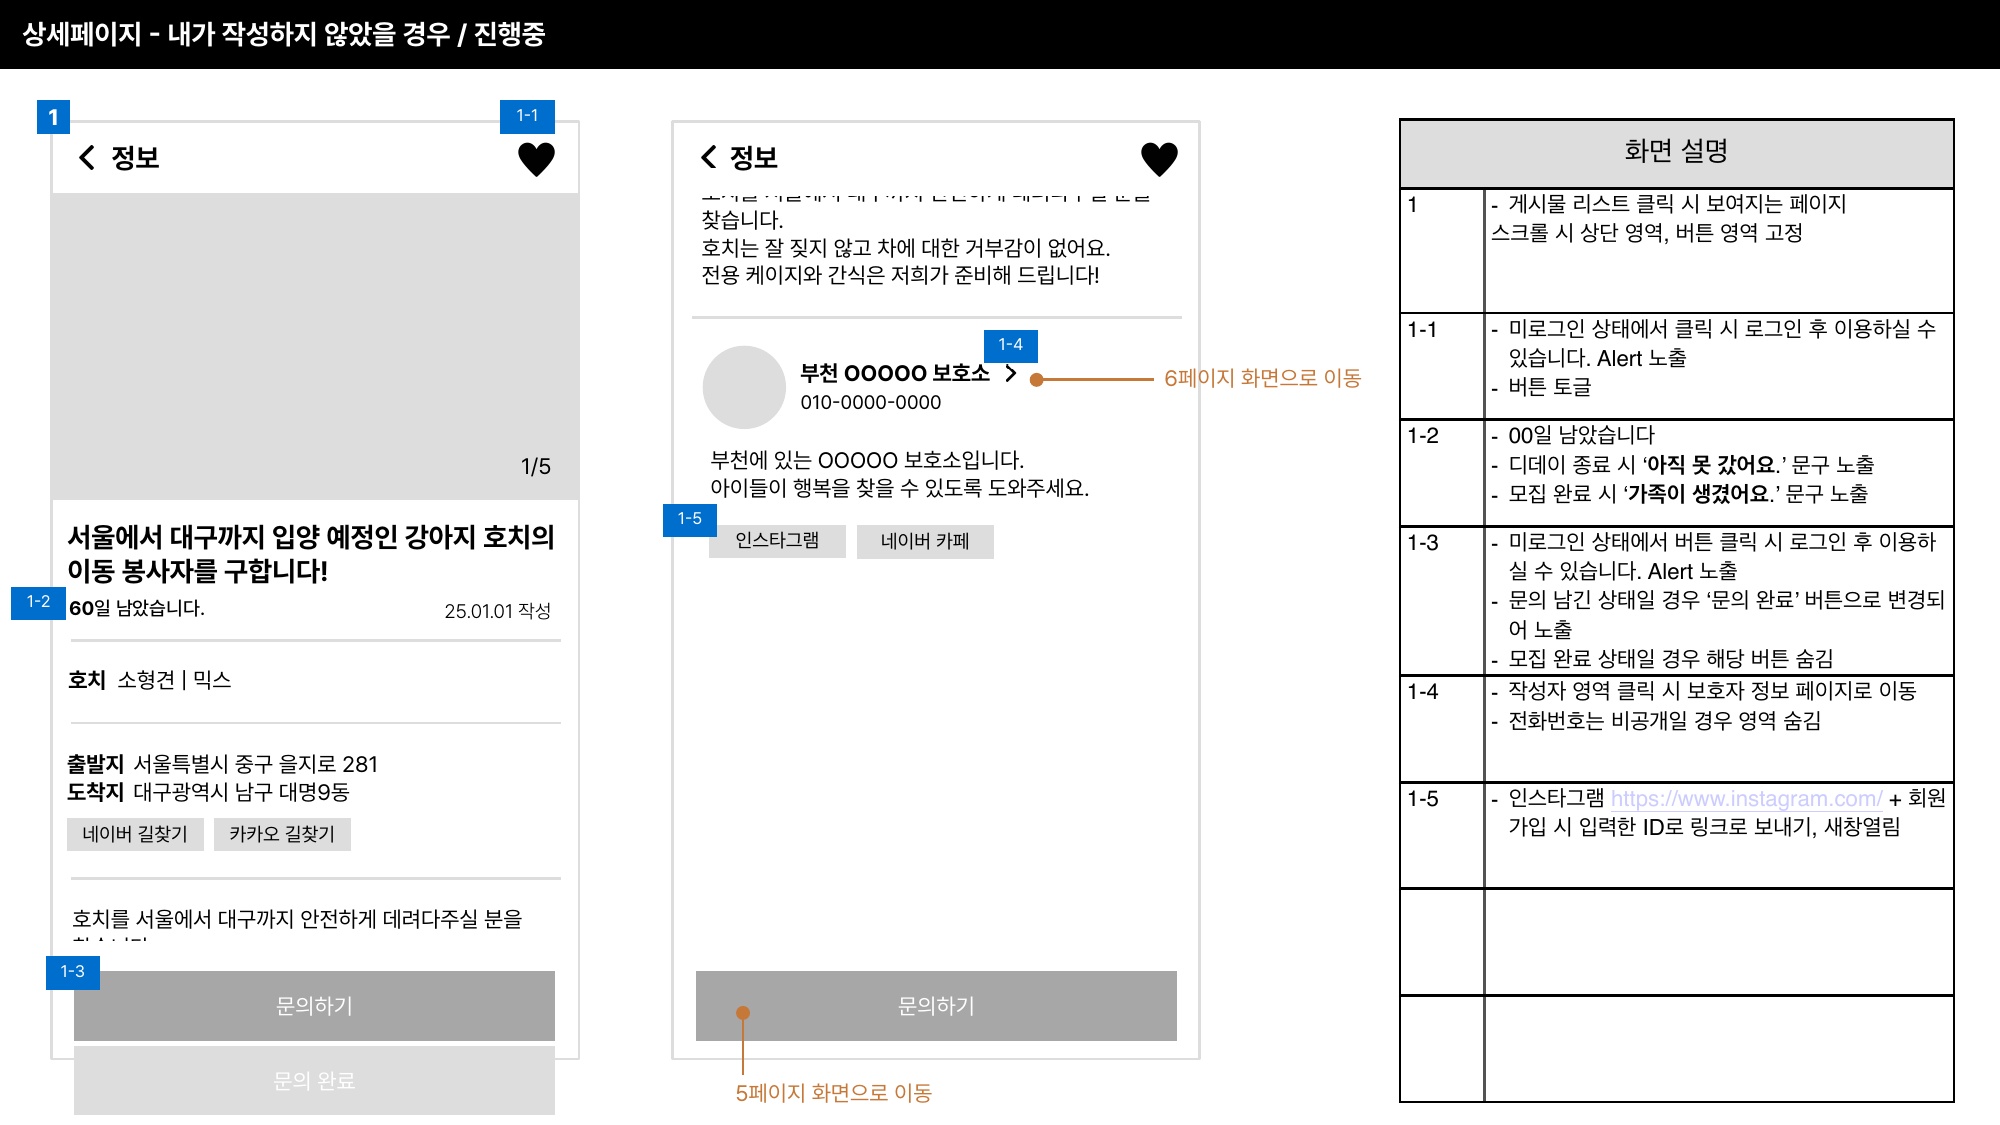 상세페이지 - 내가 작성하지 않았을 경우 / 진행중
1
1-1
정보
1/5
서울에서 대구까지 입양 예정인 강아지 호치의
이동 봉사자를 구합니다!
1-2
60일 남았습니다.
25.01.01 작성
호치 소형견 | 믹스
출발지 서울특별시 중구 을지로 281
도착지 대구광역시 남구 대명9동
네이버 길찾기
카카오 길찾기
호치를 서울에서 대구까지 안전하게 데려다주실 분을
찾습니다.
1-3
문의하기
문의 완료
정보
호치를 서울에서 대구까지 안전하게 데려다주실 분을
찾습니다.
호치는 잘 짖지 않고 차에 대한 거부감이 없어요.
전용 케이지와 간식은 저희가 준비해 드립니다!
1-4
부천 OOOOO 보호소
010-0000-0000
6페이지 화면으로 이동
부천에 있는 OOOOO 보호소입니다.
아이들이 행복을 찾을 수 있도록 도와주세요.
1-5
인스타그램
네이버 카페
문의하기
5페이지 화면으로 이동
화면 설명
1
- 게시물 리스트 클릭 시 보여지는 페이지
스크롤 시 상단 영역, 버튼 영역 고정
1-1
- 미로그인 상태에서 클릭 시 로그인 후 이용하실 수
있습니다. Alert 노출
- 버튼 토글
1-2
- 00일 남았습니다
- 디데이 종료 시 ‘아직 못 갔어요.’ 문구 노출
- 모집 완료 시 ‘가족이 생겼어요.’ 문구 노출
1-3
- 미로그인 상태에서 버튼 클릭 시 로그인 후 이용하
실 수 있습니다. Alert 노출
- 문의 남긴 상태일 경우 ‘문의 완료’ 버튼으로 변경되
어 노출
- 모집 완료 상태일 경우 해당 버튼 숨김
1-4
- 작성자 영역 클릭 시 보호자 정보 페이지로 이동
- 전화번호는 비공개일 경우 영역 숨김
1-5
- 인스타그램 https://www.instagram.com/ + 회원
가입 시 입력한 ID로 링크로 보내기, 새창열림